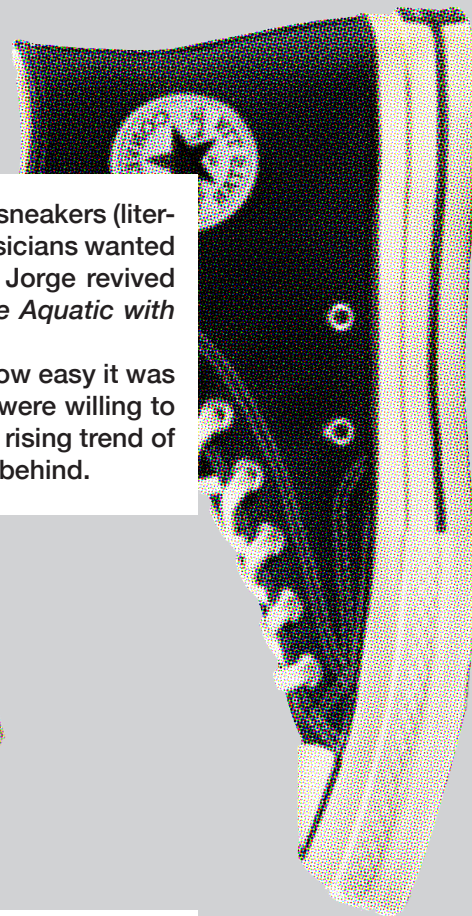 sneakers (liter-
sicians wanted
Jorge revived
e Aquatic with
ow easy it was
were willing to
rising trend of
behind.